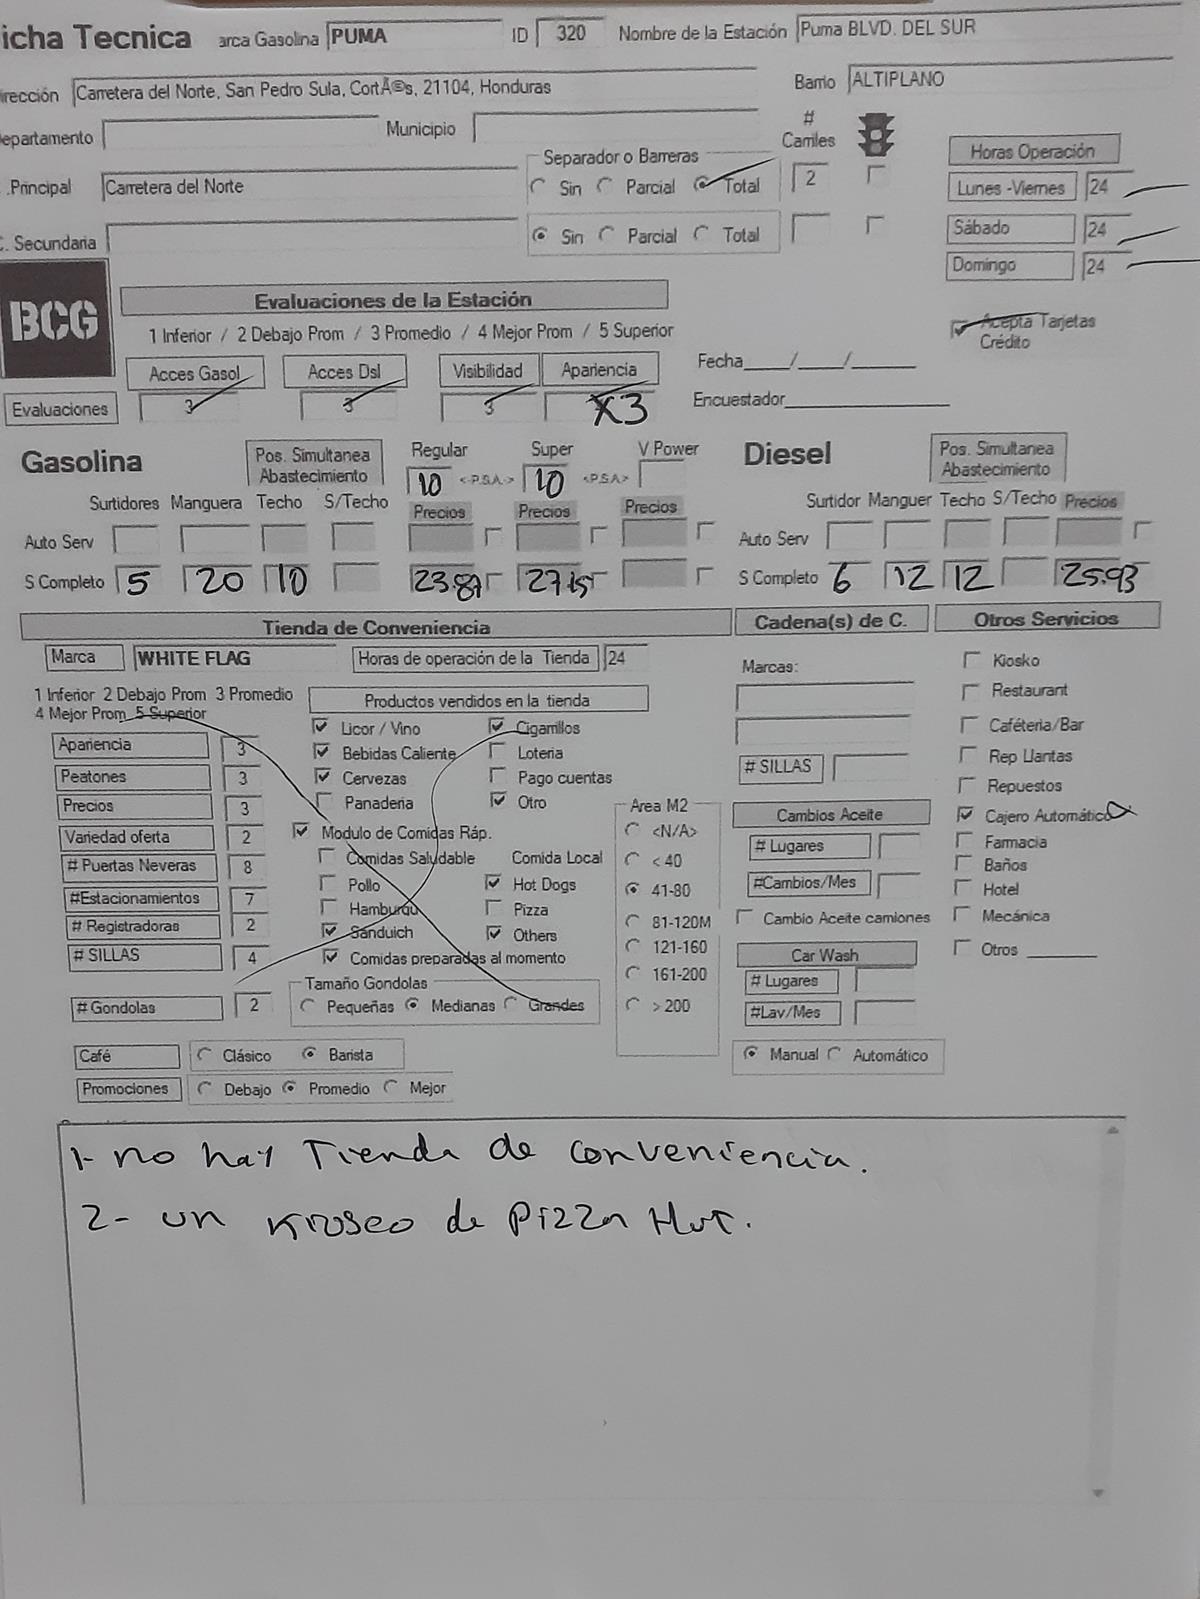 icha Tecnica arca Gasolina PUMA ID 320 Nombre de la Estación Puma BLVD. DEL SUR
irección Carretera del Norte, San Pedro Sula, CortÃ©s, 21104, Honduras Barrio ALTIPLANO
epartamento Municipio # Carriles
Separador o Barreras Horas Operación
.Principal Carretera del Norte Sin Parcial Total 2 Lunes -Viernes 24
C. Secundaria Sin Parcial Total Sábado 24
Domingo 24
BCG
Evaluaciones de la Estación
1 Inferior / 2 Debajo Prom / 3 Promedio / 4 Mejor Prom / 5 Superior
Acepta Tarjetas Crédito
Acces Gasol Acces Dsl Visibilidad Apariencia Fecha____/____/______
Evaluaciones 3 3 3 X3 Encuestador
Gasolina Pos. Simultanea Abastecimiento Regular Super V Power Diesel Pos. Simultanea Abastecimiento
10 <-P.S.A.-> 10 <P.S.A>
Surtidores Manguera Techo S/Techo Precios Precios Precios Surtidor Manguer Techo S/Techo Precios
Auto Serv Auto Serv
S Completo 5 20 10 23.87 27.15 S Completo 6 12 12 25.93
Tienda de Conveniencia Cadena(s) de C. Otros Servicios
Marca WHITE FLAG Horas de operación de la Tienda 24 Marcas: Kiosko
1 Inferior 2 Debajo Prom 3 Promedio Productos vendidos en la tienda Restaurant
4 Mejor Prom 5 Superior Licor / Vino Cigarrillos Caféteria/Bar
Apariencia 3 Bebidas Caliente Loteria Rep Llantas
Peatones 3 Cervezas Pago cuentas # SILLAS Repuestos
Precios 3 Panaderia Otro Area M2 Cambios Aceite Cajero Automático
Variedad oferta 2 Modulo de Comidas Ráp. <N/A> # Lugares Farmacia
# Puertas Neveras 8 Comidas Saludable Comida Local < 40 Baños
#Estacionamientos 7 Pollo Hot Dogs 41-80 #Cambios/Mes Hotel
# Registradoras 2 Hamburqu Pizza 81-120M Cambio Aceite camiones Mecánica
# SILLAS 4 Sanduich Others 121-160 Car Wash Otros
Comidas preparadas al momento 161-200 # Lugares
Tamaño Gondolas
# Gondolas 2 Pequeñas Medianas Grandes > 200 #Lav/Mes
Café Clásico Barista Manual Automático
Promociones Debajo Promedio Mejor
1- no hay Tienda de conveniencia.
2- un Kiosco de Pizza Hut.